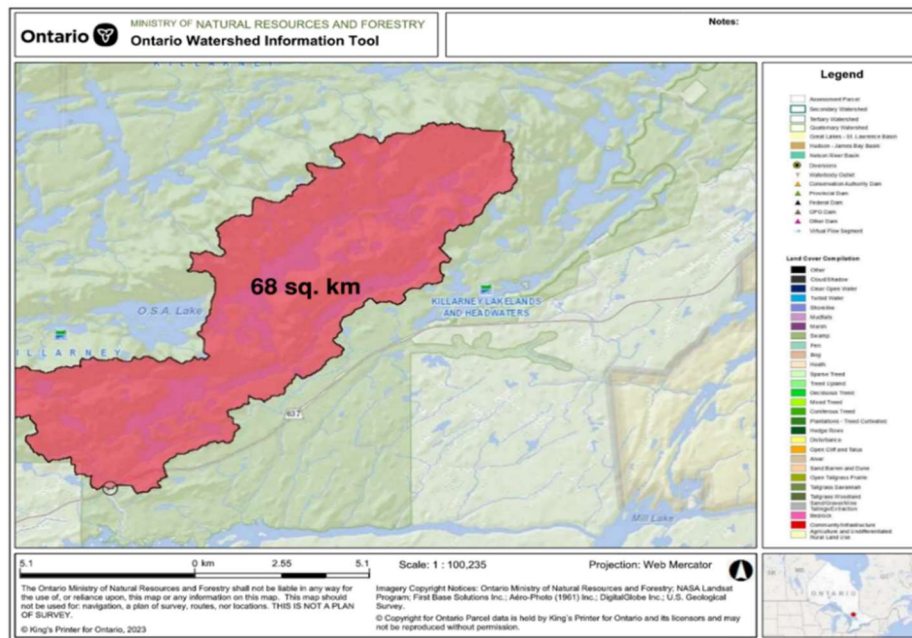 Ontario
MINISTRY OF NATURAL RESOURCES AND FORESTRY
Ontario Watershed Information Tool
Notes:
KILLARNEY
68 sq. km
O.S.A. Lake
KILLARNEY LAKELANDS
AND HEADWATERS
ILLARNEY
637
Mill Lake
Legend
Assessment Parcel
Secondary Watershed
Tertiary Watershed
Quaternary Watershed
Great Lakes - St. Lawrence Basin
Hudson - James Bay Basin
Nelson River Basin
Diversions
Waterbody Outlet
Conservation Authority Dam
Provincial Dam
Federal Dam
OPG Dam
Other Dam
Virtual Flow Segment
Land Cover Compilation
Other
Cloud/Shadow
Clear Open Water
Turbid Water
Shoreline
Mudflats
Marsh
Swamp
Fen
Bog
Heath
Sparse Treed
Treed Upland
Deciduous Treed
Mixed Treed
Coniferous Treed
Plantations - Treed Cultivated
Hedge Rows
Disturbance
Open Cliff and Talus
Alvar
Sand Barren and Dune
Open Tallgrass Prairie
Tallgrass Savannah
Tallgrass Woodland
Sand/Gravel/Mine
Tailings/Extraction
Bedrock
Community/Infrastructure
Agriculture and Undifferentiated
Rural Land Use
5.1 0 km 2.55 5.1
Scale: 1 : 100,235
Projection: Web Mercator
The Ontario Ministry of Natural Resources and Forestry shall not be liable in any way for
the use of, or reliance upon, this map or any information on this map. This map should
not be used for: navigation, a plan of survey, routes, nor locations. THIS IS NOT A PLAN
OF SURVEY.
© King's Printer for Ontario, 2023
Imagery Copyright Notices: Ontario Ministry of Natural Resources and Forestry; NASA Landsat
Program; First Base Solutions Inc.; Aéro-Photo (1961) Inc.; DigitalGlobe Inc.; U.S. Geological
Survey.
© Copyright for Ontario Parcel data is held by King's Printer for Ontario and its licensors and may
not be reproduced without permission.
ONTARIO